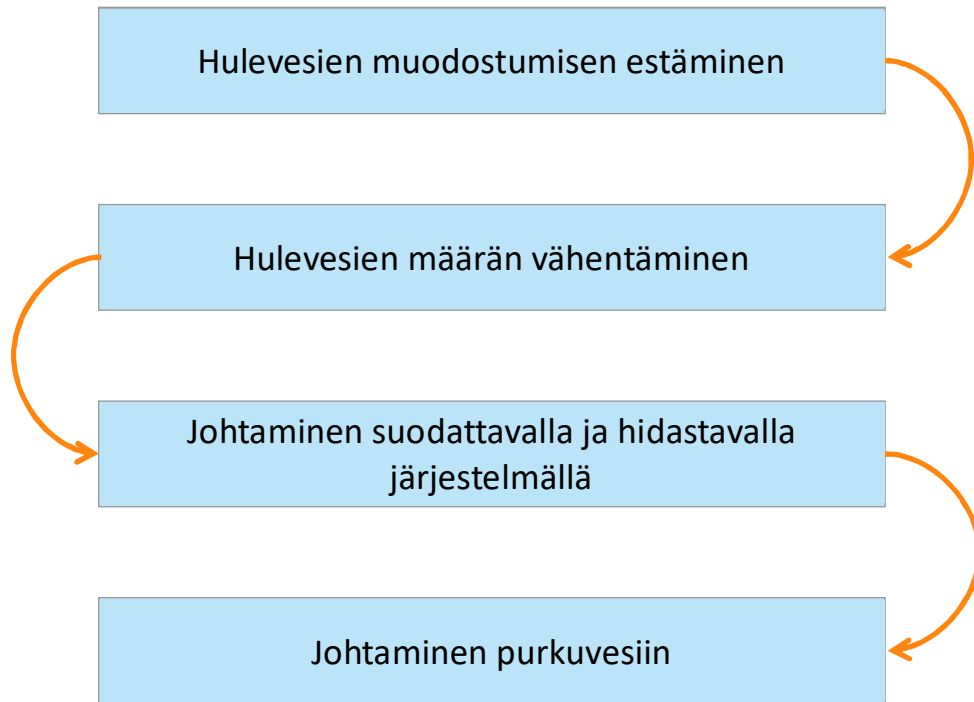 Hulevesien muodostumisen estäminen
Hulevesien määrän vähentäminen
Johtaminen suodattavalla ja hidastavalla
järjestelmällä
Johtaminen purkuvesiin